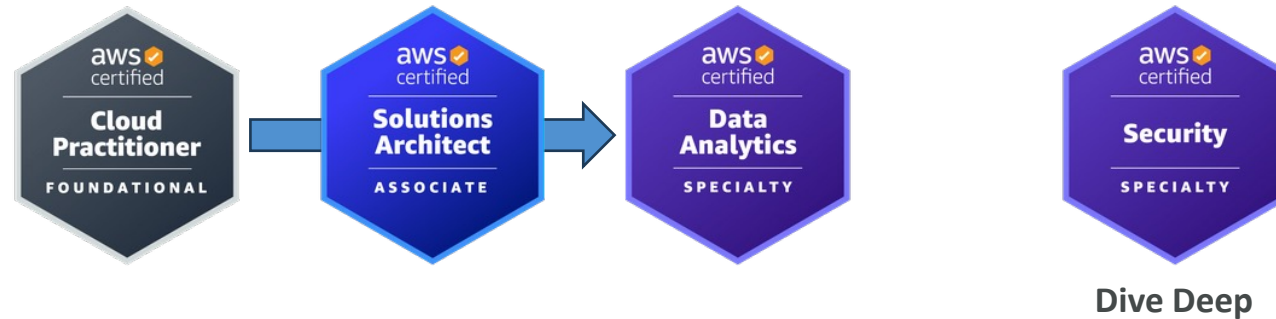 aws
certified
Cloud
Practitioner
FOUNDATIONAL
aws
certified
Solutions
Architect
ASSOCIATE
aws
certified
Data
Analytics
SPECIALTY
aws
certified
Security
SPECIALTY
Dive Deep